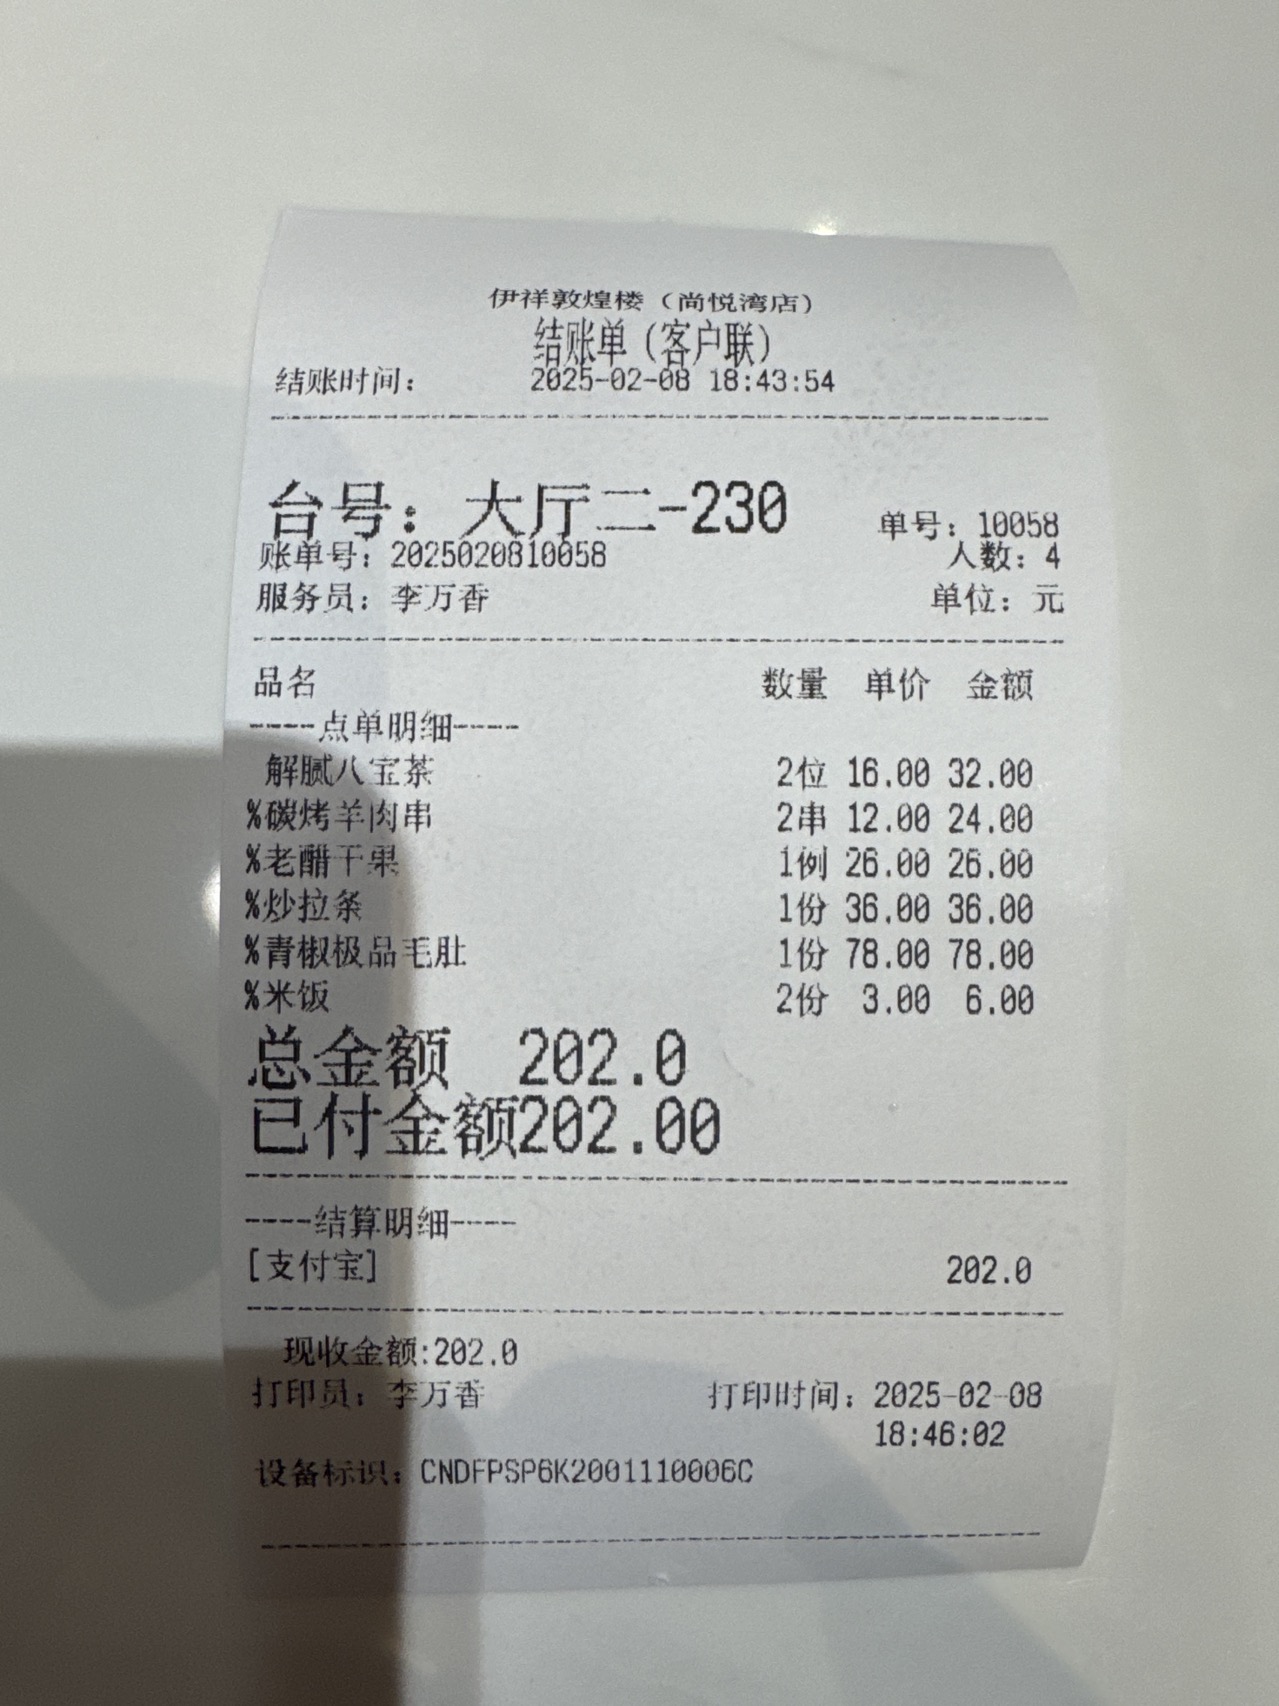 伊祥敦煌楼（尚悦湾店）
结账单（客户联）
结账时间： 2025-02-08 18:43:54
台号：大厅二-230 单号：10058
账单号：2025020810058 人数：4
服务员：李万香 单位：元
品名 数量 单价 金额
----点单明细----
解腻八宝茶 2位 16.00 32.00
%碳烤羊肉串 2串 12.00 24.00
%老醋干果 1例 26.00 26.00
%炒拉条 1份 36.00 36.00
%青椒极品毛肚 1份 78.00 78.00
%米饭 2份 3.00 6.00
总金额 202.0
已付金额202.00
----结算明细----
[支付宝] 202.0
现收金额:202.0
打印员：李万香 打印时间：2025-02-08
18:46:02
设备标识：CNDFPSP6K2001110006C